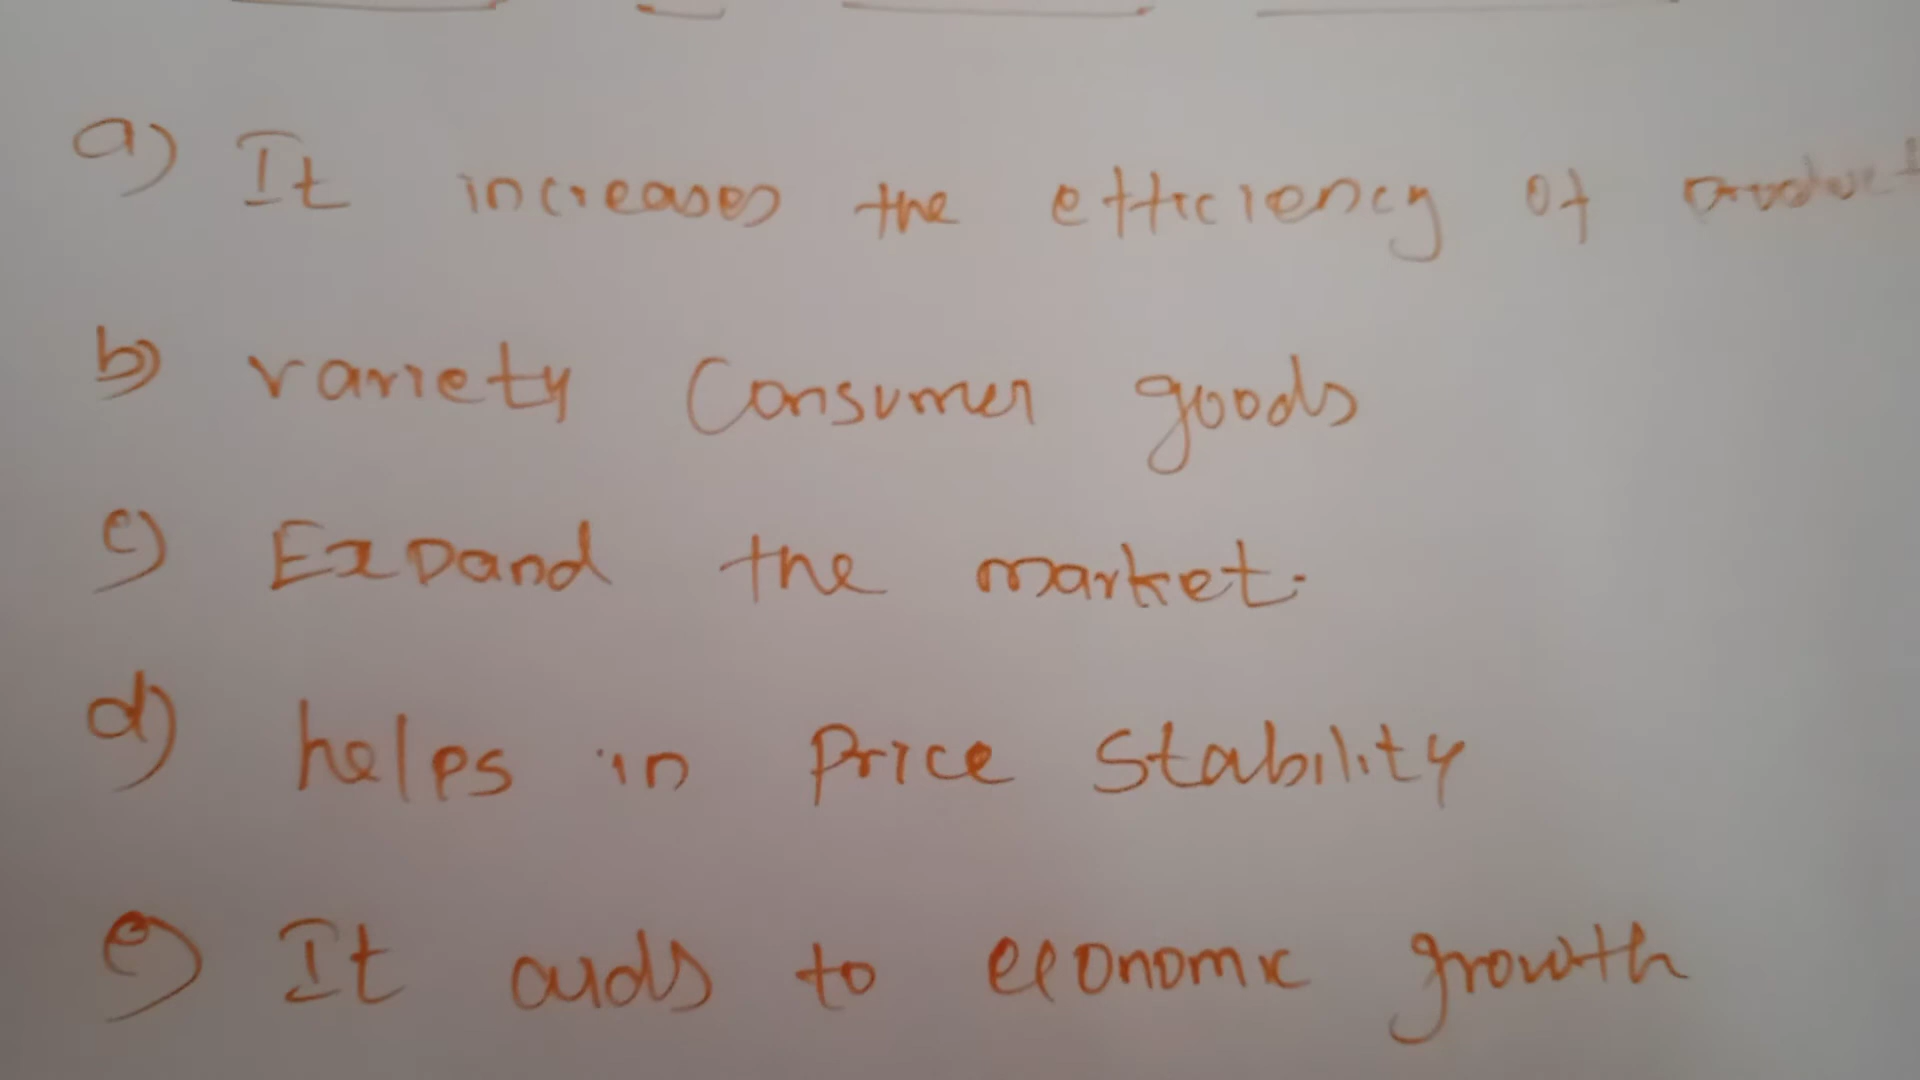 a) It increases the efficiency of
b) variety Consumer goods
c) Expand the market.
d) helps in Price Stability
e) It aids to economic growth